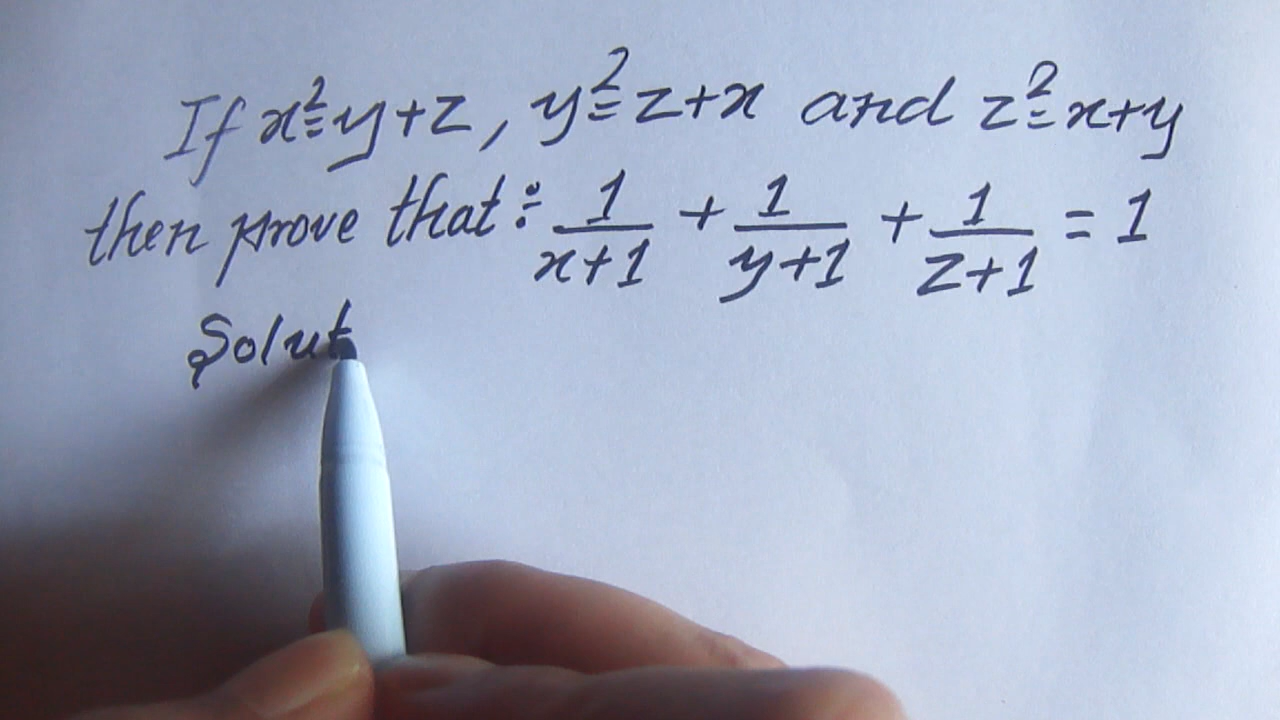 If x²=y+z, y²=z+x and z²=x+y
then prove that÷ 1/(x+1) + 1/(y+1) + 1/(z+1) = 1
Solut